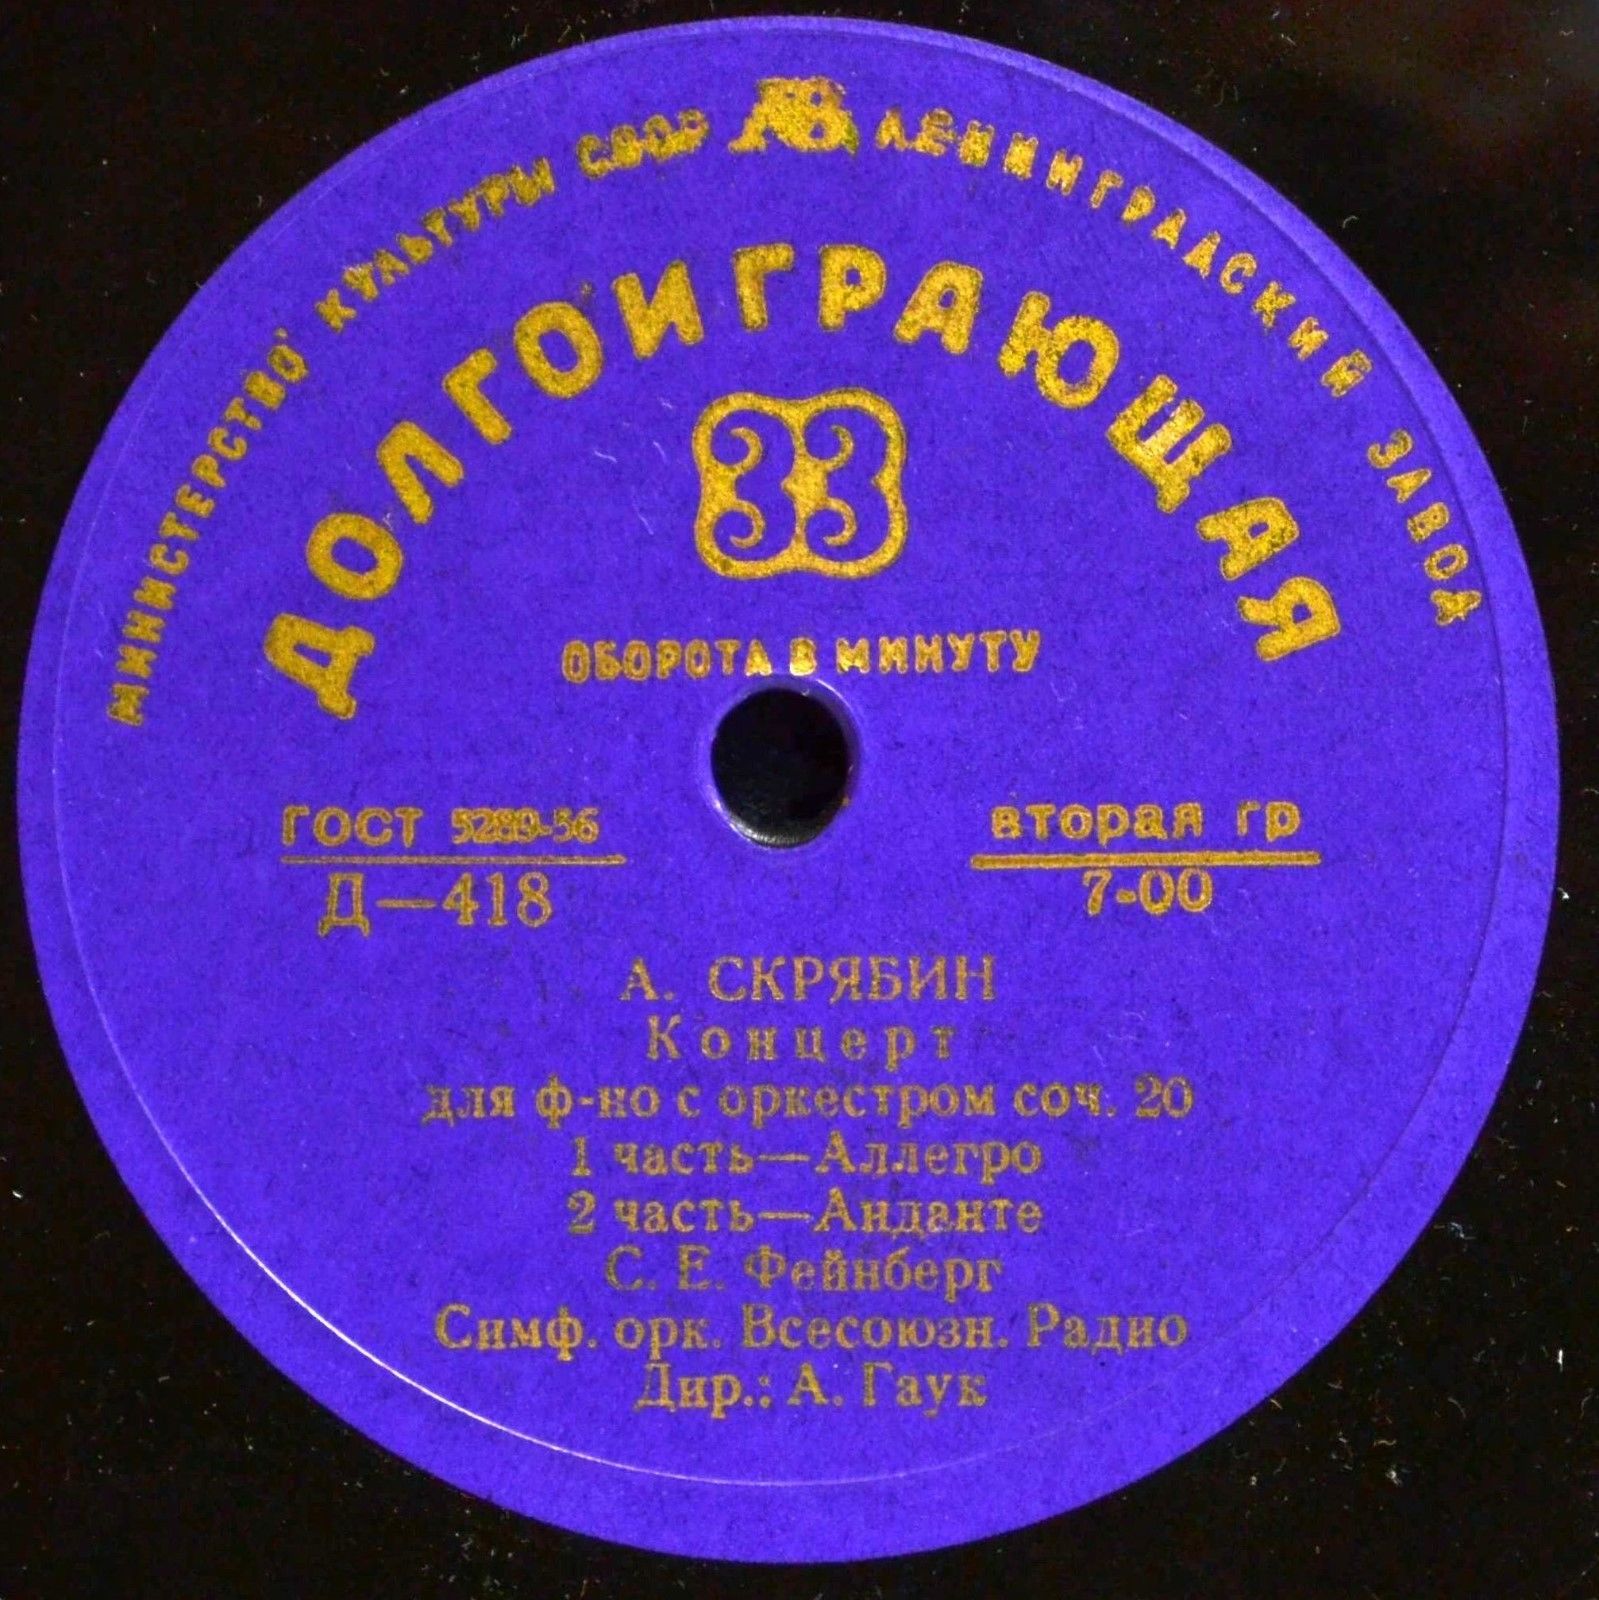 МИНИСТЕРСТВО КУЛЬТУРИ СССР ЛЕНИНГРАДСКИЙ ЗАВОД
ДОЛГОИГРАЮЩАЯ
33
ОБОРОТА В МИНУТУ
ГОСТ 5289-56
Д—418
вторая гр
7-00
А. СКРЯБИН
Концерт
для ф-но с оркестром соч. 20
1 часть—Аллегро
2 часть—Анданте
С. Е. Фейнберг
Симф. орк. Всесоюзн. Радио
Дир.: А. Гаук